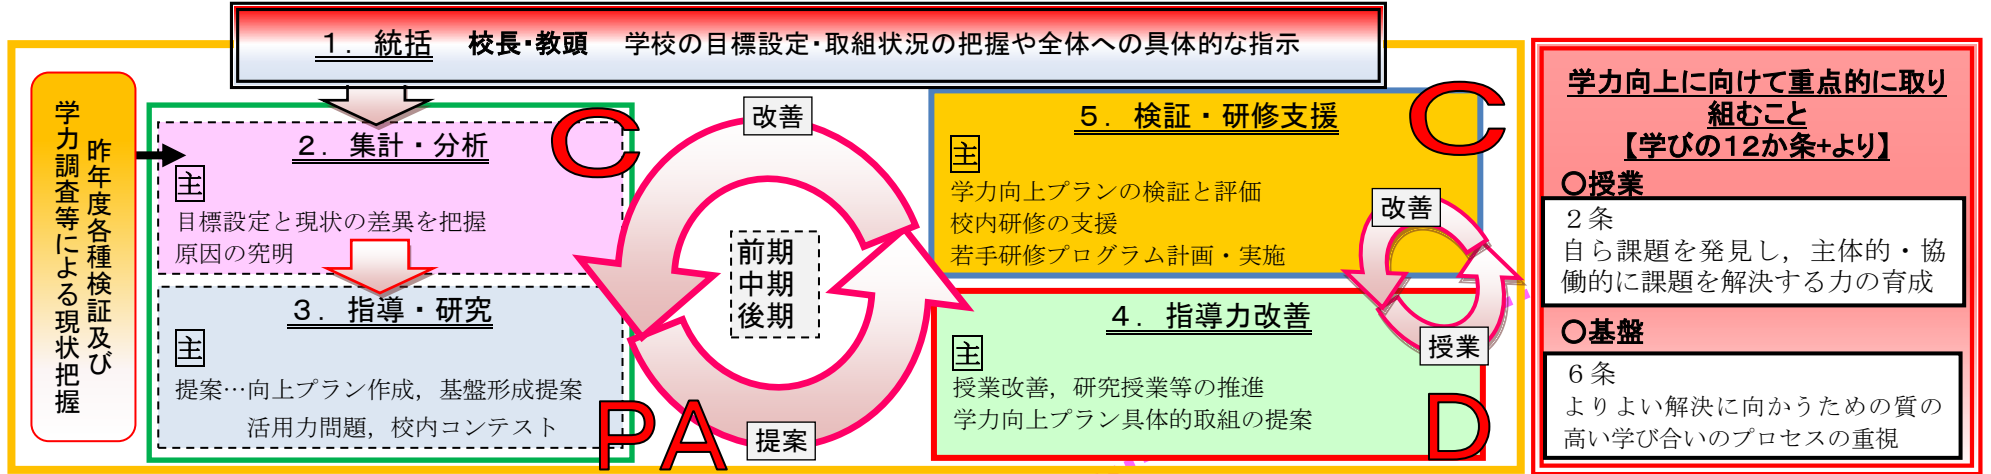 1. 統括　校長・教頭　学校の目標設定・取組状況の把握や全体への具体的な指示
昨年度各種検証及び
学力調査等による現状把握
2. 集計・分析
C
主
目標設定と現状の差異を把握
原因の究明
3. 指導・研究
主
提案…向上プラン作成，基盤形成提案
活用力問題，校内コンテスト
PA
改善
前期
中期
後期
提案
5. 検証・研修支援
C
主
学力向上プランの検証と評価
校内研修の支援
若手研修プログラム計画・実施
改善
授業
4. 指導力改善
主
授業改善，研究授業等の推進
学力向上プラン具体的取組の提案
D
学力向上に向けて重点的に取り
組むこと
【学びの12か条+より】
○授業
2条
自ら課題を発見し，主体的・協
働的に課題を解決する力の育成
○基盤
6条
よりよい解決に向かうための質の
高い学び合いのプロセスの重視